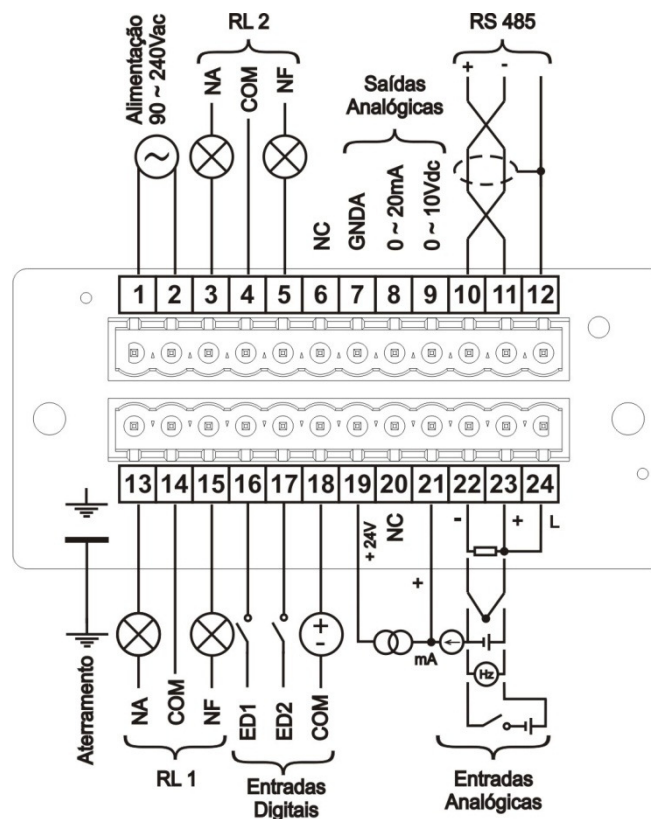 RL 2
RS 485
Alimentação
90 ~ 240Vac
NA
COM
NF
Saídas
Analógicas
NC
GNDA
0 ~ 20mA
0 ~ 10Vdc
+
-
1 2 3 4 5 6 7 8 9 10 11 12
13 14 15 16 17 18 19 20 21 22 23 24
+ 24V
NC
+
-
+
L
+
-
mA
Hz
Aterramento
NA
COM
NF
ED1
ED2
COM
RL 1
Entradas
Digitais
Entradas
Analógicas